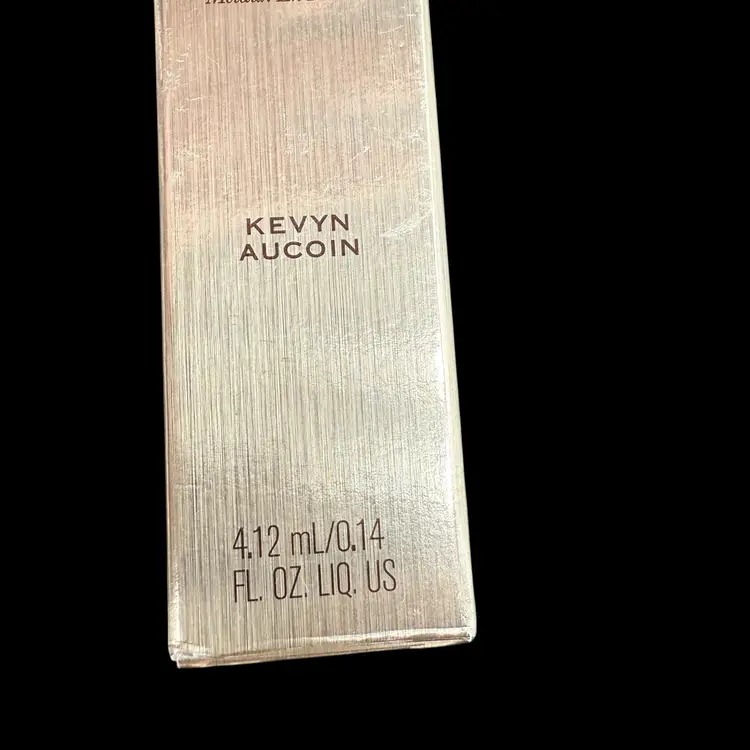 KEVYN
AUCOIN
4.12 mL/0.14
FL. OZ. LIQ. US